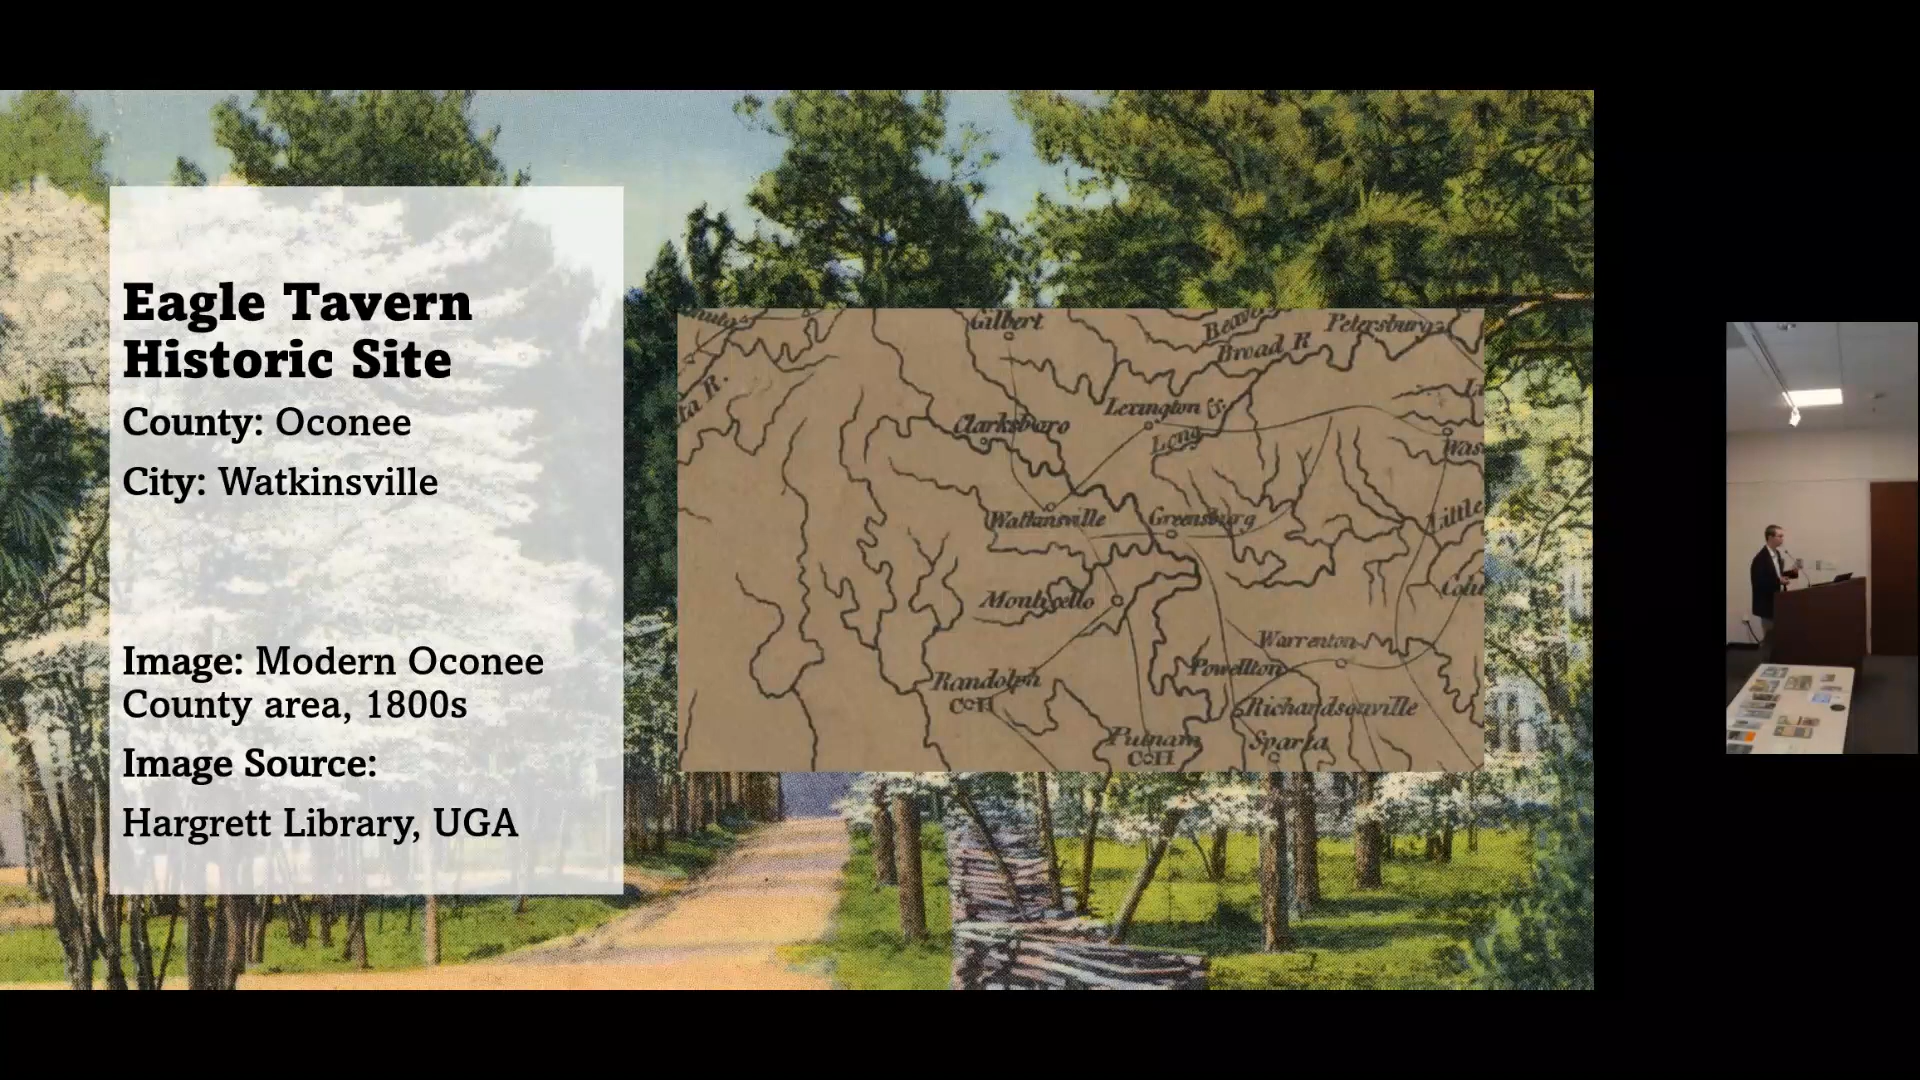 Eagle Tavern
Historic Site
County: Oconee
City: Watkinsville
Image: Modern Oconee
County area, 1800s
Image Source:
Hargrett Library, UGA
Gilbert
Petersburg
Broad R
Lexington
Clarksboro
Long
Watkinsville
Greensburg
Little
Monticello
Warrenton
Powellton
Randolph
C H
Richardsonville
Putnam
C H
Sparta